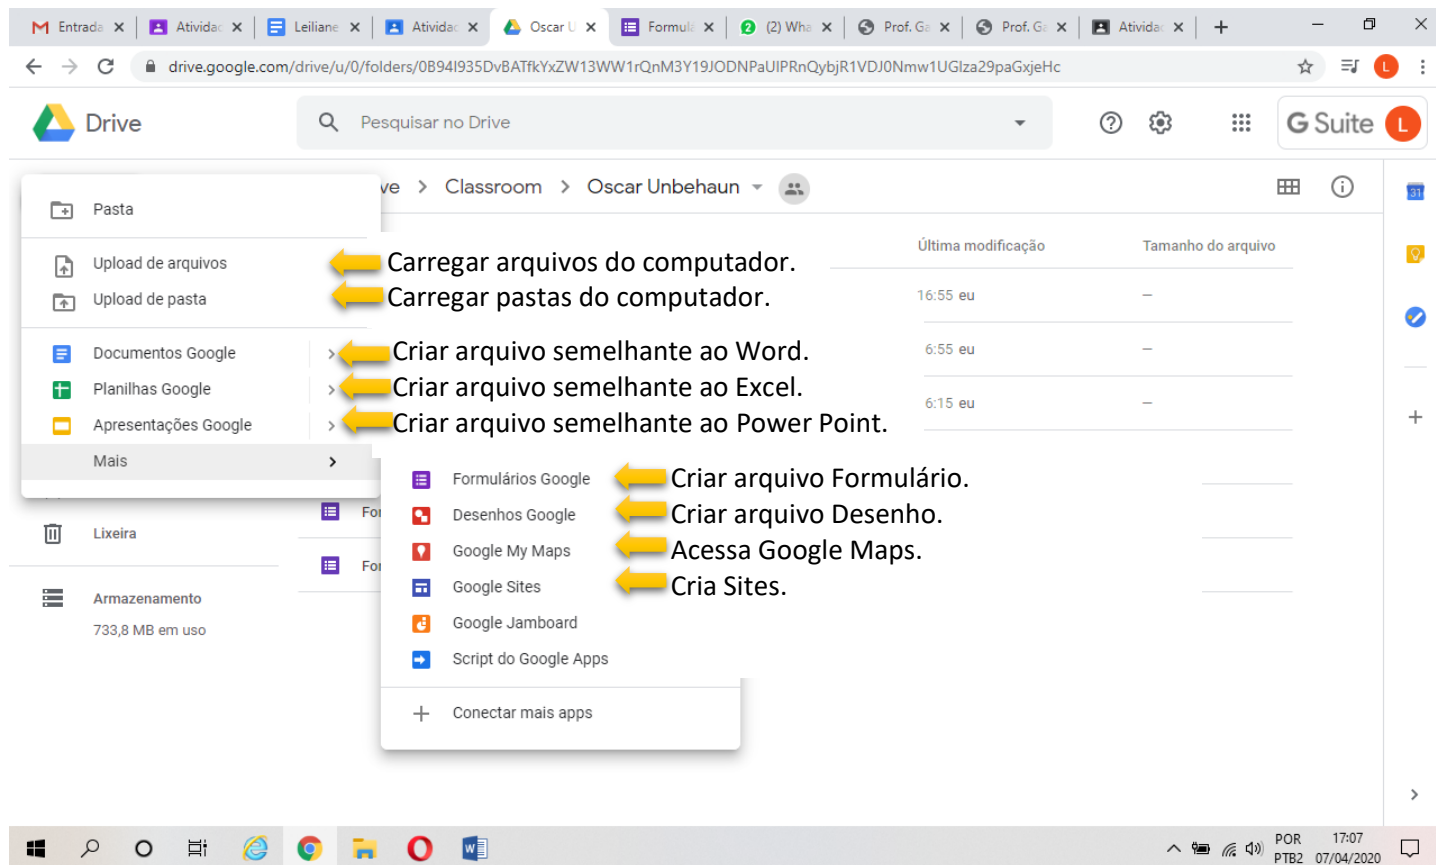 Entrada
Atividad
Leiliane
Atividad
Oscar U
Formulá
(2) Wha
Prof. Ga
Prof. Ga
Atividad
drive.google.com/drive/u/0/folders/0B94I935DvBATfkYxZW13WW1rQnM3Y19JODNPaUlPRnQybjR1VDJ0Nmw1UGlza29paGxjeHc
L
Drive
Pesquisar no Drive
G Suite
L
ve > Classroom > Oscar Unbehaun
31
Pasta
Última modificação
Tamanho do arquivo
Upload de arquivos
Carregar arquivos do computador.
Upload de pasta
Carregar pastas do computador.
16:55 eu
—
Documentos Google
Criar arquivo semelhante ao Word.
6:55 eu
—
Planilhas Google
Criar arquivo semelhante ao Excel.
6:15 eu
—
Apresentações Google
Criar arquivo semelhante ao Power Point.
Mais
Formulários Google
Criar arquivo Formulário.
For
Desenhos Google
Criar arquivo Desenho.
Lixeira
Google My Maps
Acessa Google Maps.
For
Google Sites
Cria Sites.
Armazenamento
733,8 MB em uso
Google Jamboard
Script do Google Apps
Conectar mais apps
POR
PTB2
17:07
07/04/2020